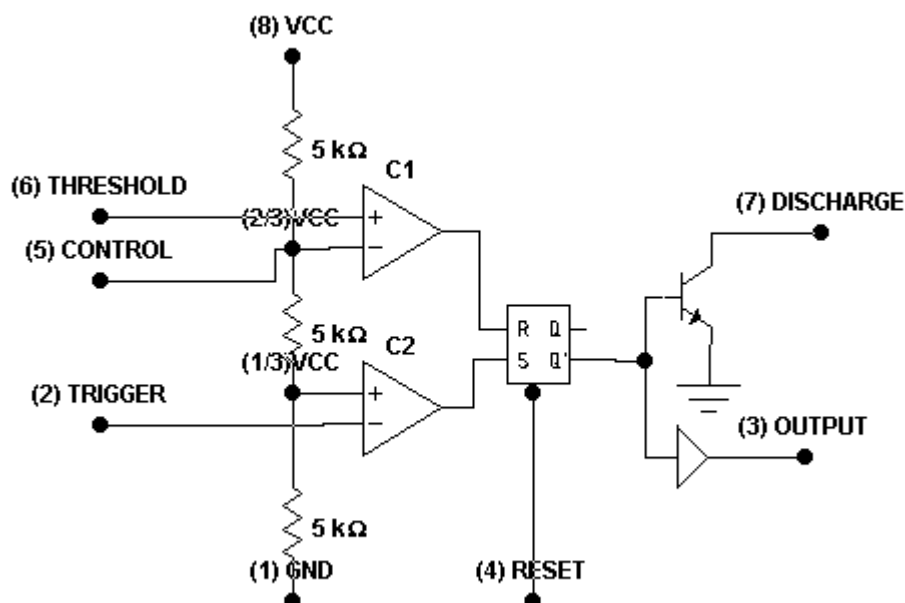 (8) VCC
5 kΩ
C1
(6) THRESHOLD
(7) DISCHARGE
(2/3)VCC
(5) CONTROL
+
−
R Q
S Q'
5 kΩ
C2
(1/3)VCC
(2) TRIGGER
+
−
(3) OUTPUT
5 kΩ
(1) GND
(4) RESET